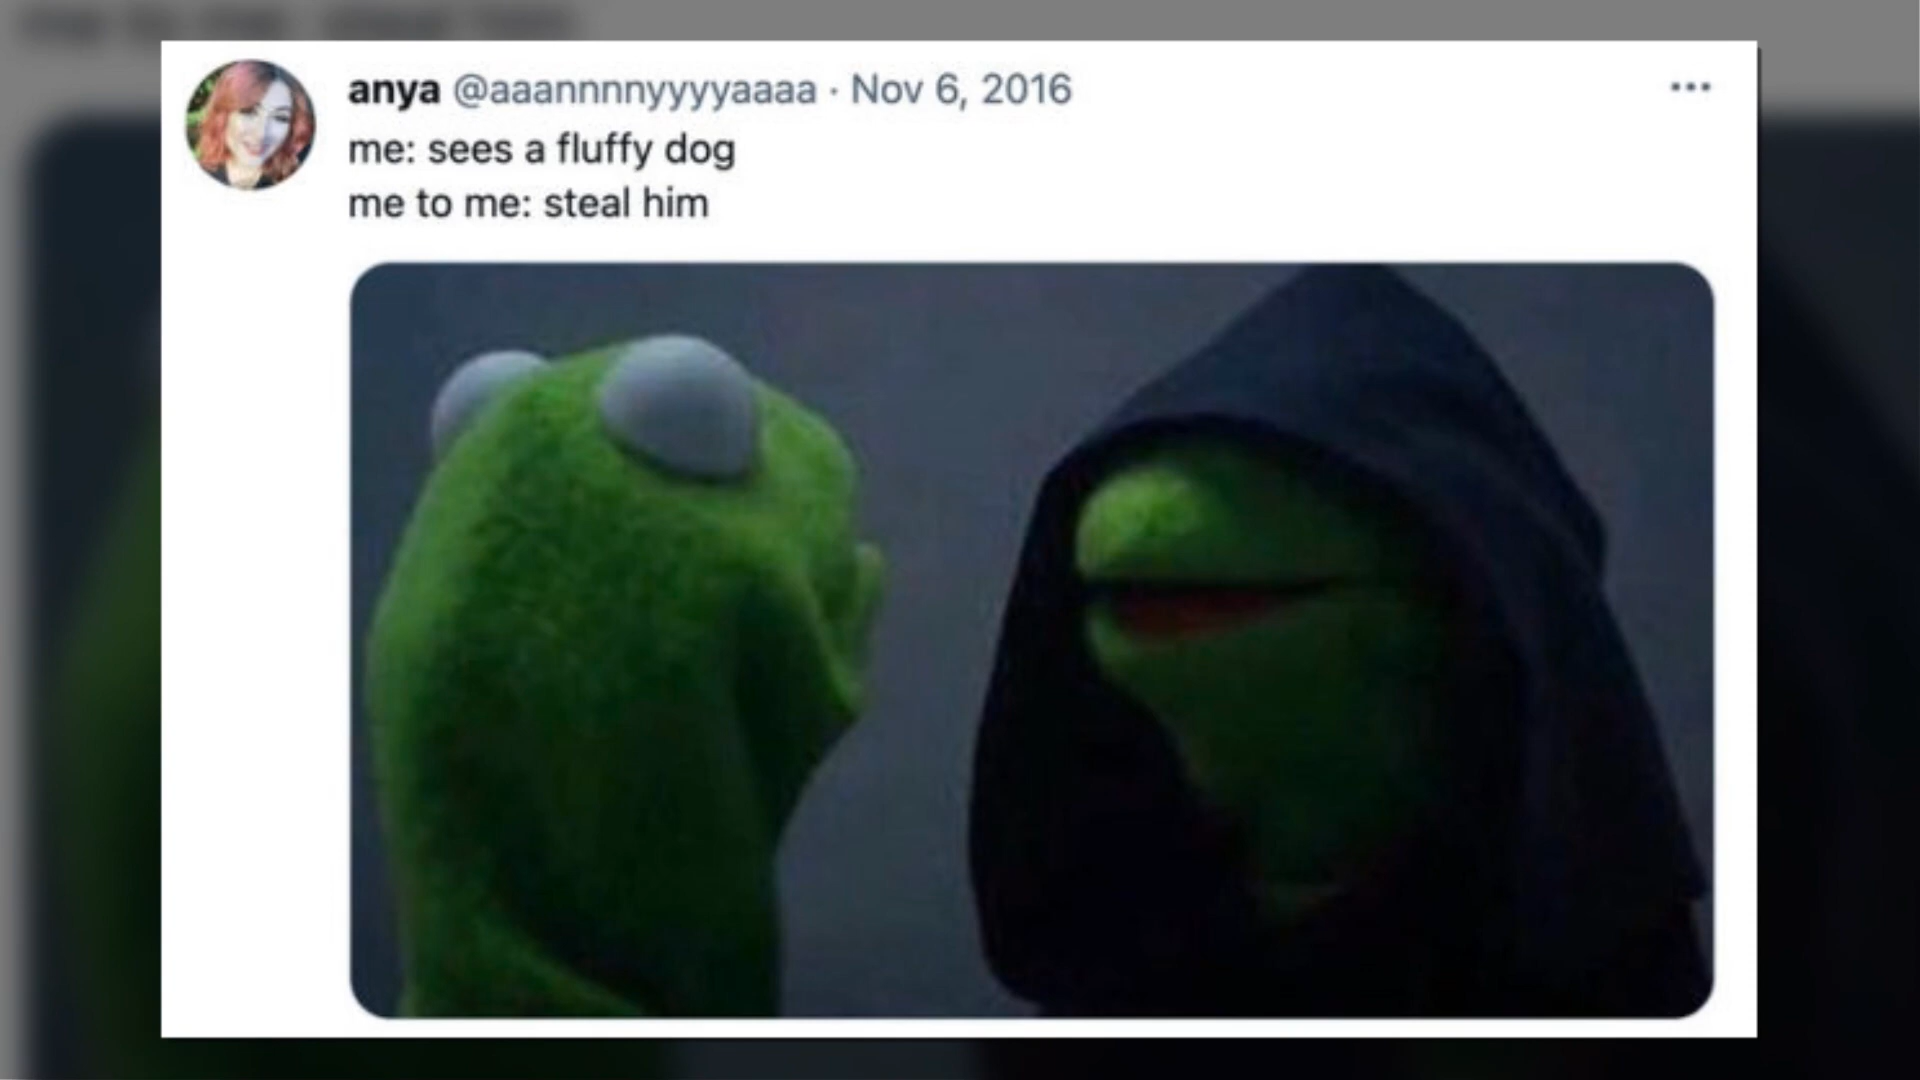 anya @aaannnnyyyyaaaa · Nov 6, 2016
me: sees a fluffy dog
me to me: steal him